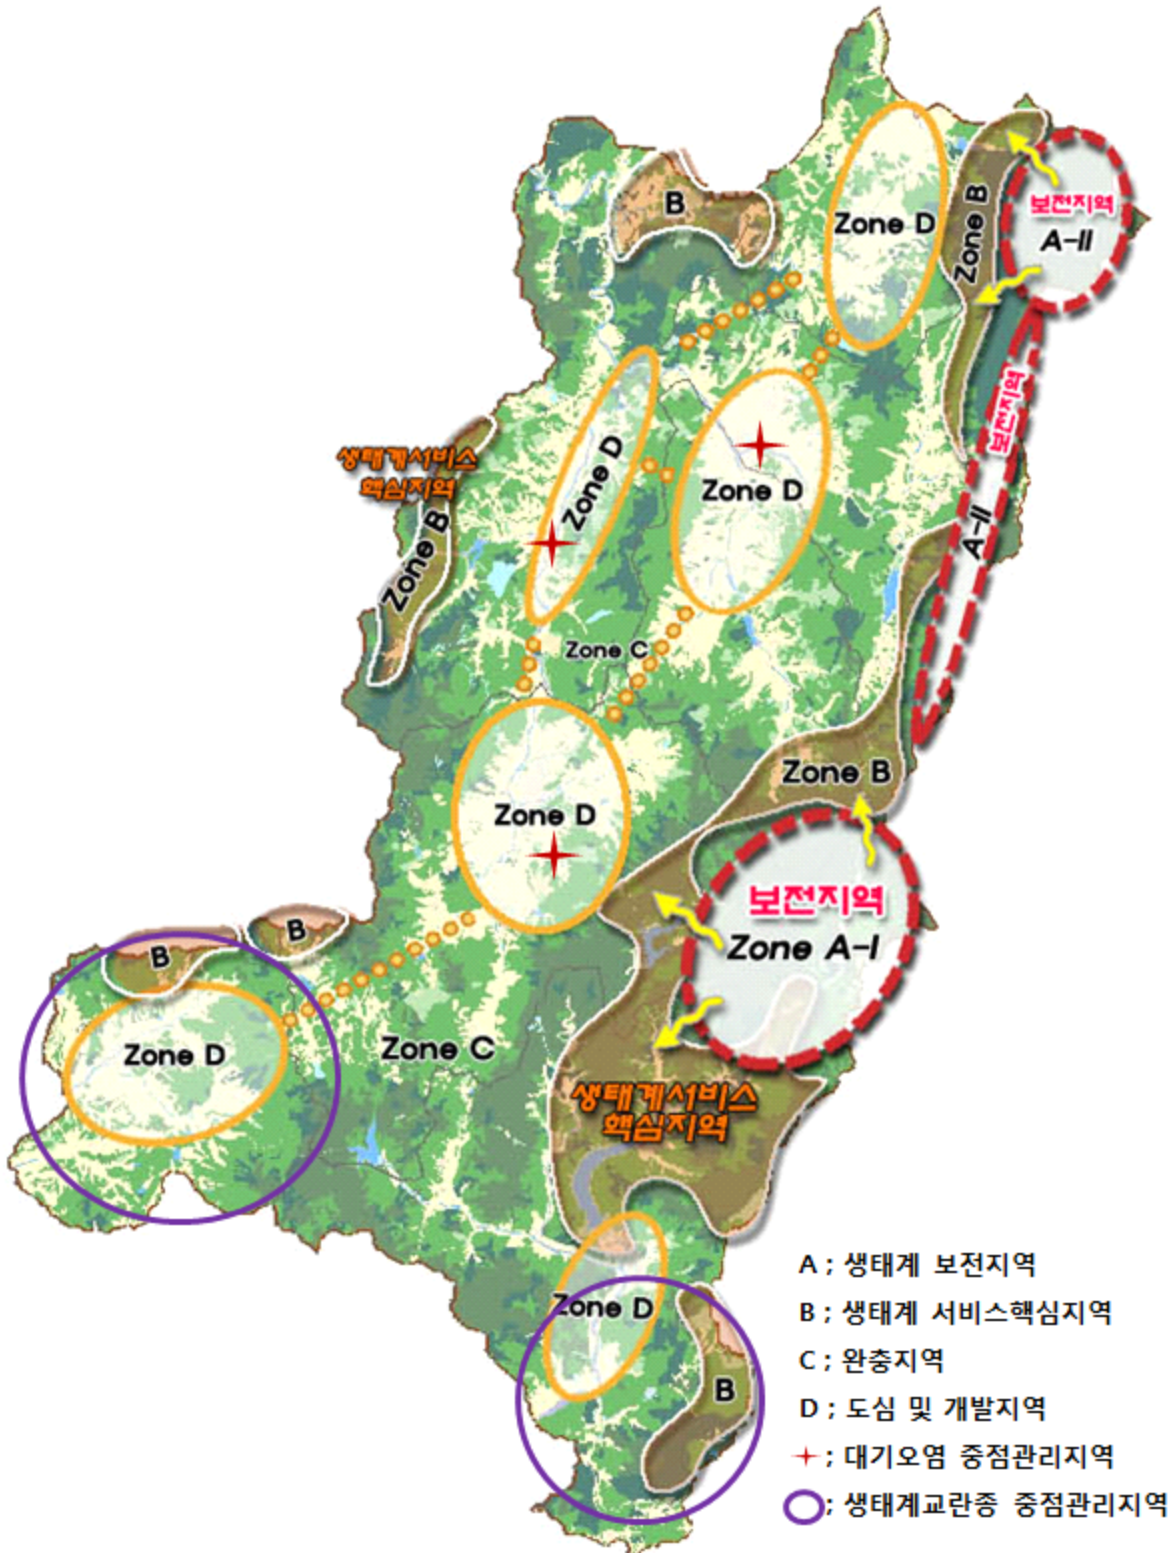 B
Zone D
Zone B
보전지역
A-II
보전지역
생태계서비스
핵심지역
Zone D
Zone D
Zone B
A-II
Zone C
Zone B
Zone D
보전지역
Zone A-I
B
B
Zone D
Zone C
생태계서비스
핵심지역
Zone D
B
A ; 생태계 보전지역
B ; 생태계 서비스핵심지역
C ; 완충지역
D ; 도심 및 개발지역
; 대기오염 중점관리지역
; 생태계교란종 중점관리지역